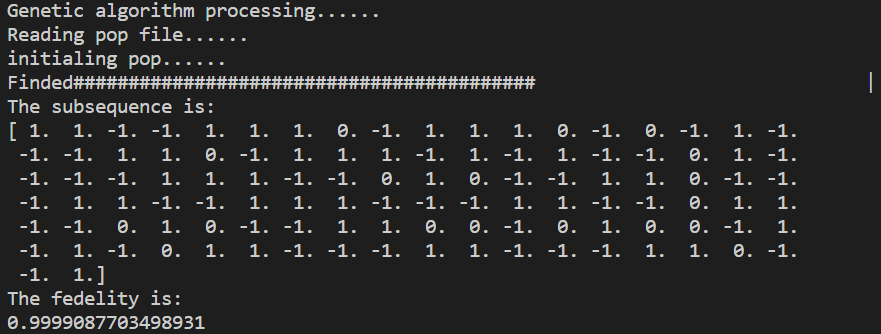 Genetic algorithm processing......
Reading pop file......
initialing pop......
Finded##########################################                              |
The subsequence is:
[ 1.  1. -1. -1.  1.  1.  1.  0. -1.  1.  1.  1.  0. -1.  0. -1.  1. -1.
 -1. -1.  1.  1.  0. -1.  1.  1.  1. -1.  1. -1.  1. -1. -1.  0.  1. -1.
 -1. -1. -1.  1.  1.  1. -1. -1.  0.  1.  0. -1. -1.  1.  1.  0. -1. -1.
 -1.  1.  1. -1. -1.  1.  1.  1. -1. -1. -1.  1.  1. -1. -1.  0.  1.  1.
 -1. -1.  0.  1.  0. -1. -1.  1.  1.  0.  0. -1.  0.  1.  0.  0. -1.  1.
 -1.  1. -1.  0.  1.  1. -1. -1. -1.  1.  1. -1. -1. -1.  1.  1.  0. -1.
 -1.  1.]
The fedelity is:
0.9999087703498931